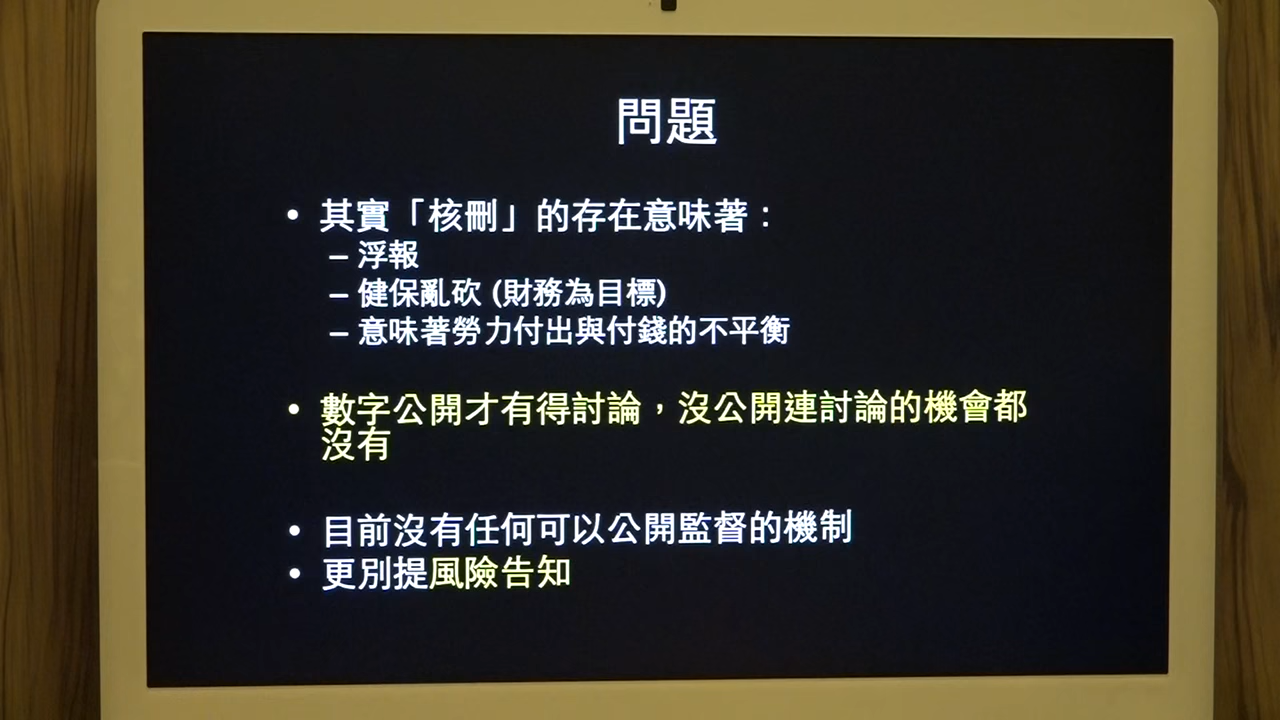 問題
• 其實「核刪」的存在意味著：
– 浮報
– 健保亂砍 (財務為目標)
– 意味著勞力付出與付錢的不平衡
• 數字公開才有得討論，沒公開連討論的機會都
沒有
• 目前沒有任何可以公開監督的機制
• 更別提風險告知